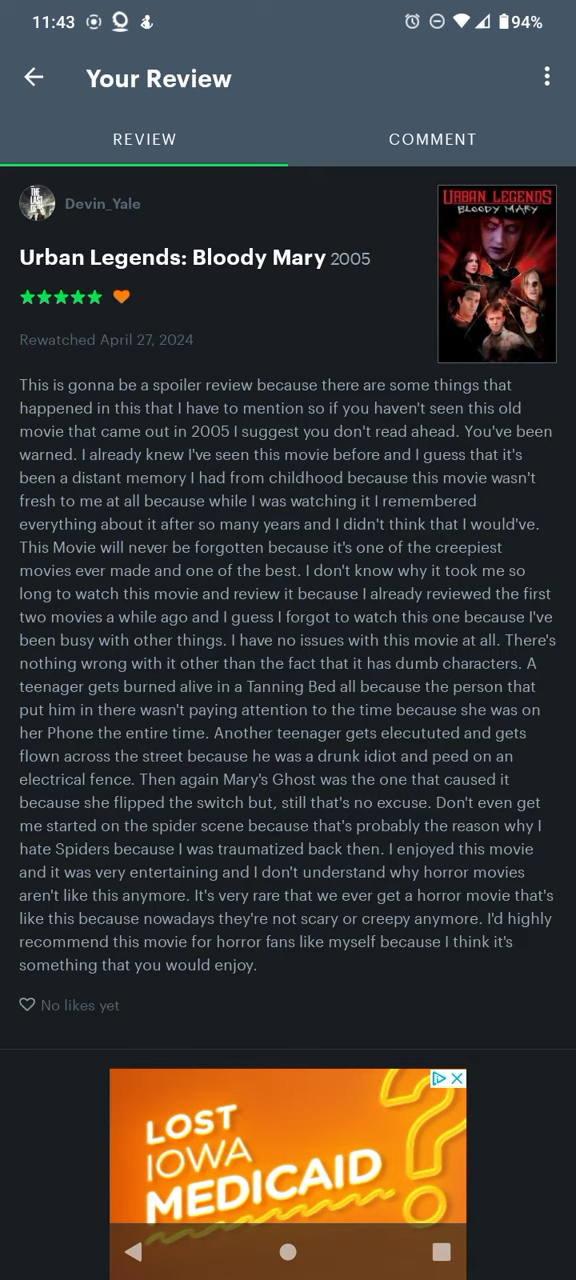 11:43
94%
Your Review
REVIEW
COMMENT
Devin_Yale
URBAN LEGENDS
BLOODY MARY
Urban Legends: Bloody Mary 2005
Rewatched April 27, 2024
This is gonna be a spoiler review because there are some things that
happened in this that I have to mention so if you haven't seen this old
movie that came out in 2005 I suggest you don't read ahead. You've been
warned. I already knew I've seen this movie before and I guess that it's
been a distant memory I had from childhood because this movie wasn't
fresh to me at all because while I was watching it I remembered
everything about it after so many years and I didn't think that I would've.
This Movie will never be forgotten because it's one of the creepiest
movies ever made and one of the best. I don't know why it took me so
long to watch this movie and review it because I already reviewed the first
two movies a while ago and I guess I forgot to watch this one because I've
been busy with other things. I have no issues with this movie at all. There's
nothing wrong with it other than the fact that it has dumb characters. A
teenager gets burned alive in a Tanning Bed all because the person that
put him in there wasn't paying attention to the time because she was on
her Phone the entire time. Another teenager gets elecututed and gets
flown across the street because he was a drunk idiot and peed on an
electrical fence. Then again Mary's Ghost was the one that caused it
because she flipped the switch but, still that's no excuse. Don't even get
me started on the spider scene because that's probably the reason why I
hate Spiders because I was traumatized back then. I enjoyed this movie
and it was very entertaining and I don't understand why horror movies
aren't like this anymore. It's very rare that we ever get a horror movie that's
like this because nowadays they're not scary or creepy anymore. I'd highly
recommend this movie for horror fans like myself because I think it's
something that you would enjoy.
No likes yet
LOST
IOWA
MEDICAID
?